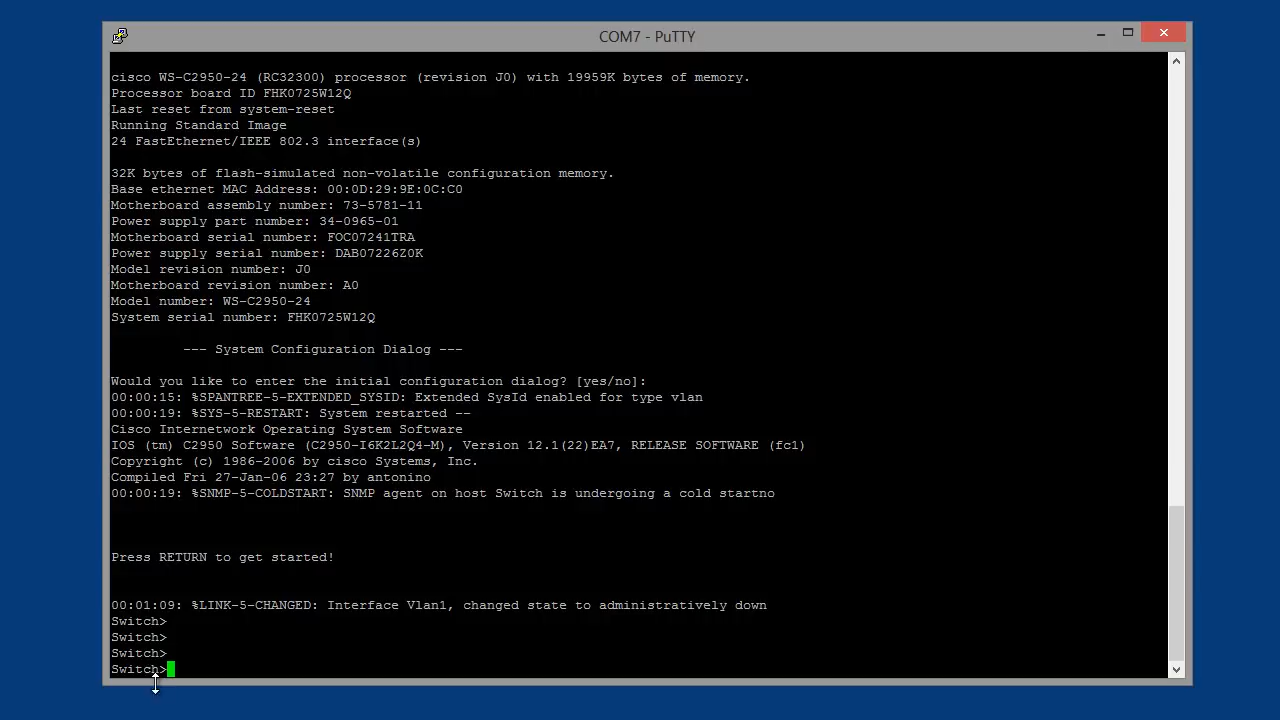 COM7 - PuTTY
cisco WS-C2950-24 (RC32300) processor (revision J0) with 19959K bytes of memory.
Processor board ID FHK0725W12Q
Last reset from system-reset
Running Standard Image
24 FastEthernet/IEEE 802.3 interface(s)
32K bytes of flash-simulated non-volatile configuration memory.
Base ethernet MAC Address: 00:0D:29:9E:0C:C0
Motherboard assembly number: 73-5781-11
Power supply part number: 34-0965-01
Motherboard serial number: FOC07241TRA
Power supply serial number: DAB07226Z0K
Model revision number: J0
Motherboard revision number: A0
Model number: WS-C2950-24
System serial number: FHK0725W12Q
--- System Configuration Dialog ---
Would you like to enter the initial configuration dialog? [yes/no]:
00:00:15: %SPANTREE-5-EXTENDED_SYSID: Extended SysId enabled for type vlan
00:00:19: %SYS-5-RESTART: System restarted --
Cisco Internetwork Operating System Software
IOS (tm) C2950 Software (C2950-I6K2L2Q4-M), Version 12.1(22)EA7, RELEASE SOFTWARE (fc1)
Copyright (c) 1986-2006 by cisco Systems, Inc.
Compiled Fri 27-Jan-06 23:27 by antonino
00:00:19: %SNMP-5-COLDSTART: SNMP agent on host Switch is undergoing a cold startno
Press RETURN to get started!
00:01:09: %LINK-5-CHANGED: Interface Vlan1, changed state to administratively down
Switch>
Switch>
Switch>
Switch>